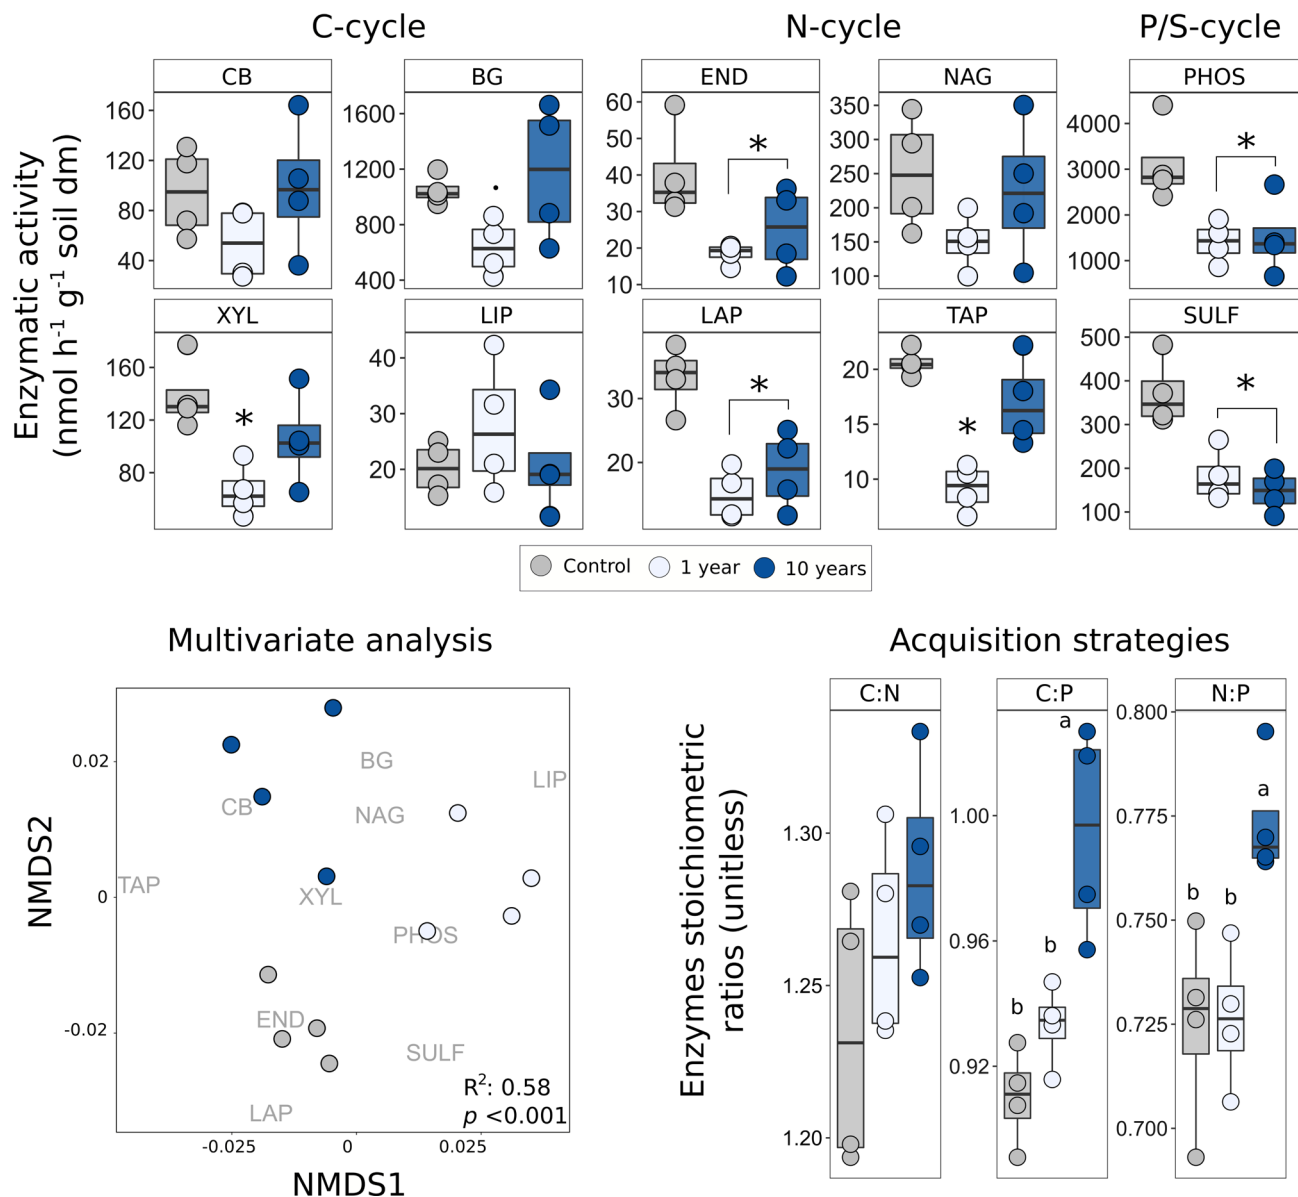 C-cycle N-cycle P/S-cycle
Enzymatic activity
(nmol h-1 g-1 soil dm)
CB BG END NAG PHOS
160
120
80
40
1600
1200
800
400
60
50
40
30
20
10
350
300
250
200
150
100
4000
3000
2000
1000
*
*
XYL LIP LAP TAP SULF
160
120
80
40
30
20
30
20
20
15
10
500
400
300
200
100
*
*
*
*
Control 1 year 10 years
Multivariate analysis
NMDS2
0.02
0
-0.02
BG
LIP
CB
NAG
TAP
XYL
PHOS
END
SULF
LAP
R2: 0.58
p <0.001
-0.025 0 0.025
NMDS1
Acquisition strategies
Enzymes stoichiometric
ratios (unitless)
C:N C:P N:P
1.30
1.25
1.20
1.00
0.96
0.92
a
b
b
0.800
0.775
0.750
0.725
0.700
a
b b